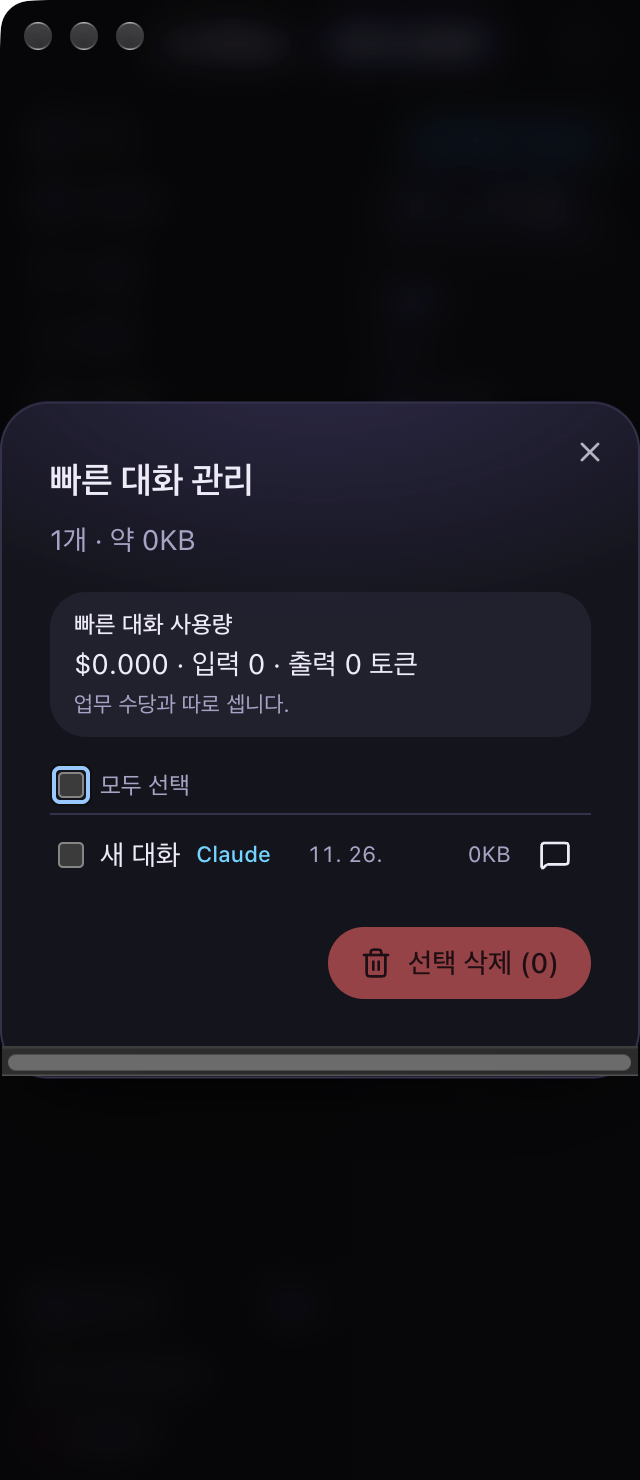 빠른 대화 관리
1개 · 약 0KB
빠른 대화 사용량
$0.000 · 입력 0 · 출력 0 토큰
업무 수당과 따로 셉니다.
모두 선택
새 대화 Claude 11. 26. 0KB
선택 삭제 (0)